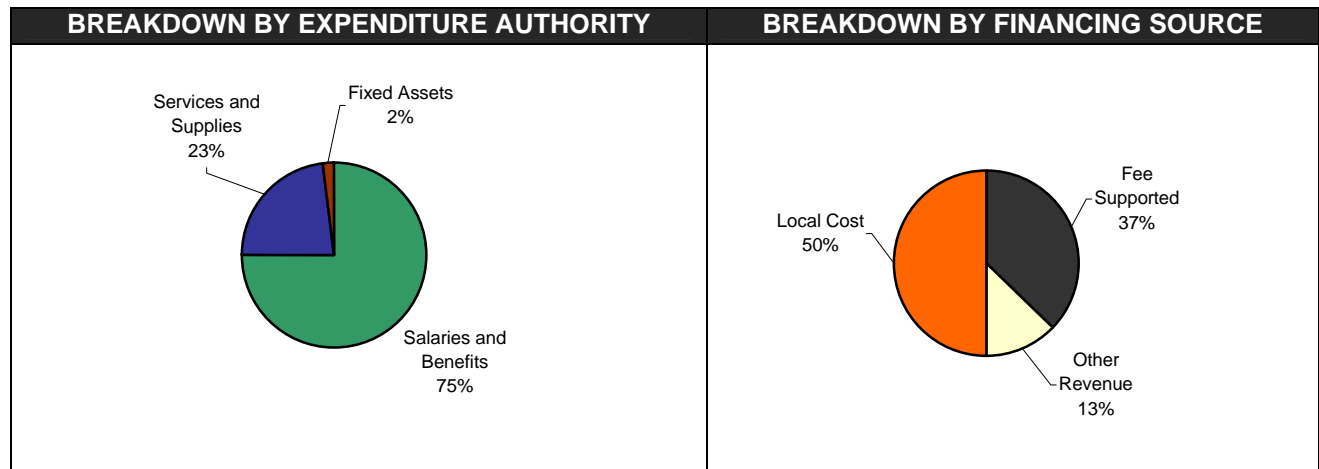 BREAKDOWN BY EXPENDITURE AUTHORITY
Services and
Supplies
23%
Fixed Assets
2%
Salaries and
Benefits
75%
BREAKDOWN BY FINANCING SOURCE
Local Cost
50%
Fee
Supported
37%
Other
Revenue
13%